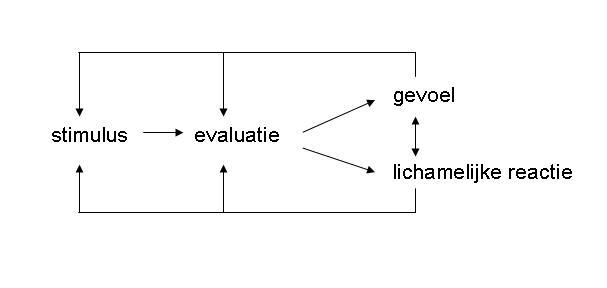 gevoel
stimulus
evaluatie
lichamelijke reactie